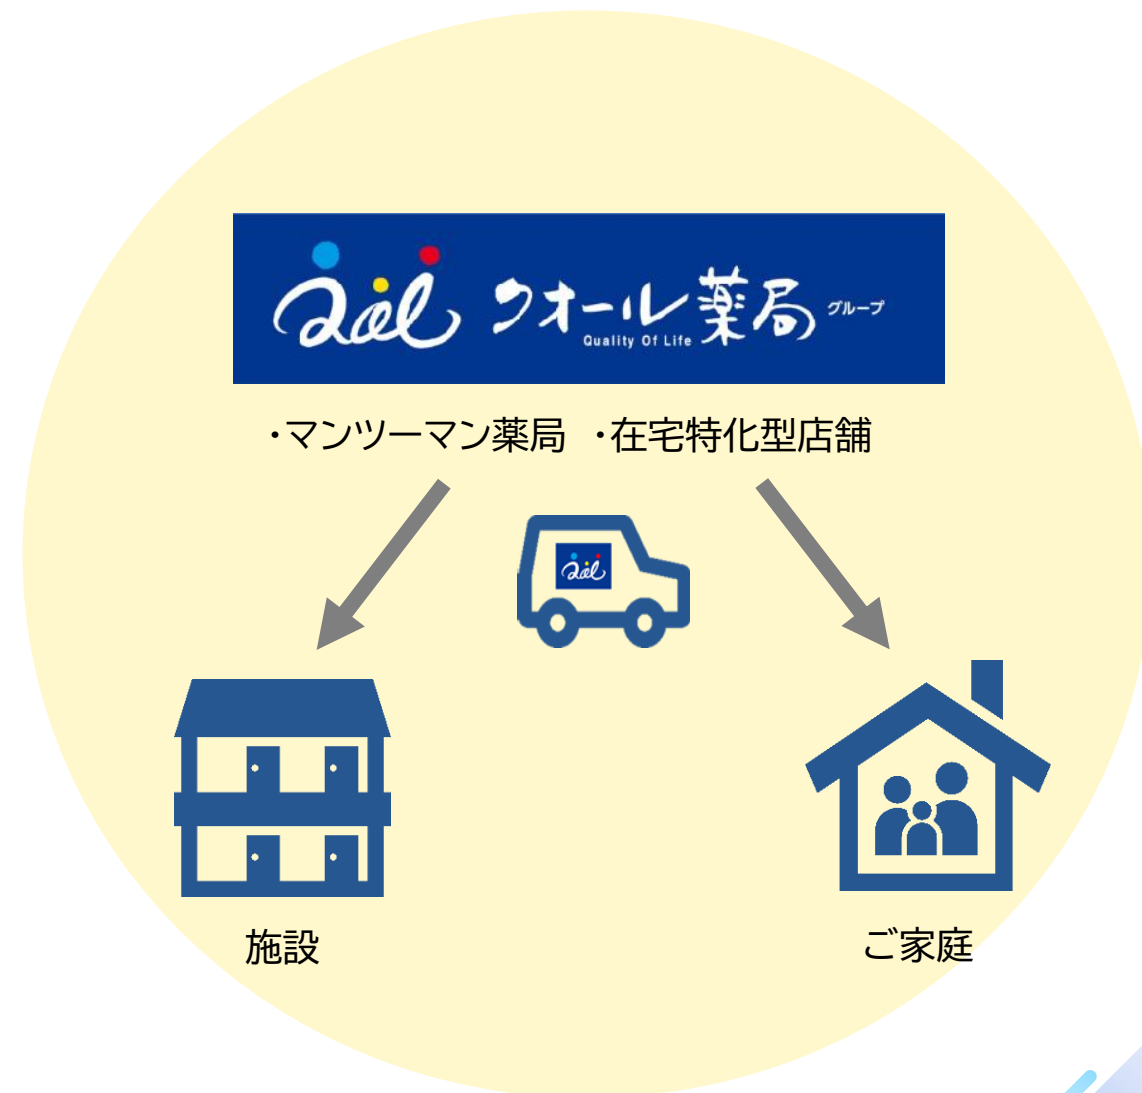 Qol クオール薬局 グループ
Quality Of Life
・マンツーマン薬局 ・在宅特化型店舗
Qol
施設
ご家庭